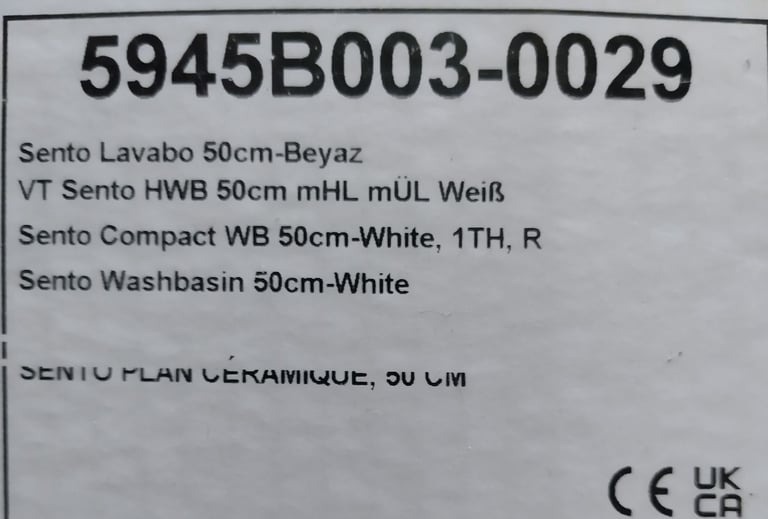 5945B003-0029
Sento Lavabo 50cm-Beyaz
VT Sento HWB 50cm mHL mÜL Weiß
Sento Compact WB 50cm-White, 1TH, R
Sento Washbasin 50cm-White
SENTO PLAN CÉRAMIQUE, 50 CM
CE UK
CA